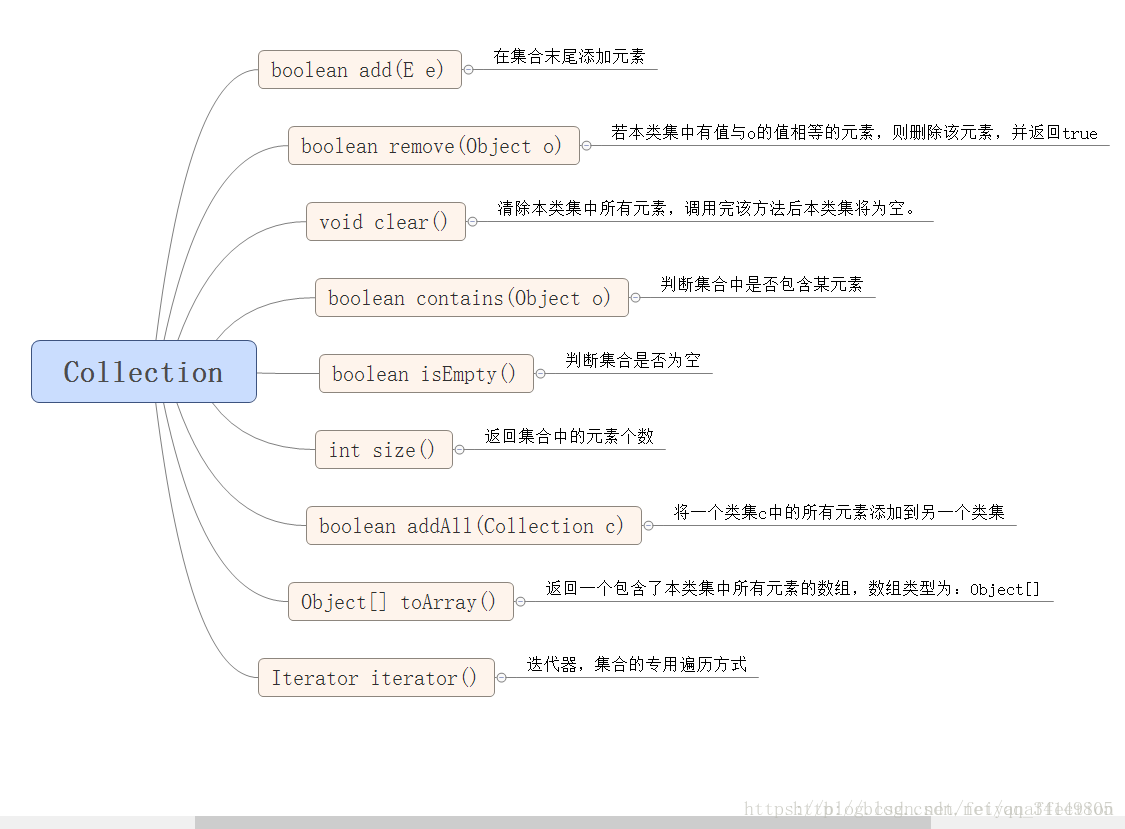 boolean add(E e)
在集合末尾添加元素
boolean remove(Object o)
若本类集中有值与o的值相等的元素，则删除该元素，并返回true
void clear()
清除本类集中所有元素，调用完该方法后本类集将为空。
boolean contains(Object o)
判断集合中是否包含某元素
Collection
boolean isEmpty()
判断集合是否为空
int size()
返回集合中的元素个数
boolean addAll(Collection c)
将一个类集c中的所有元素添加到另一个类集
Object[] toArray()
返回一个包含了本类集中所有元素的数组，数组类型为：Object[]
Iterator iterator()
迭代器，集合的专用遍历方式